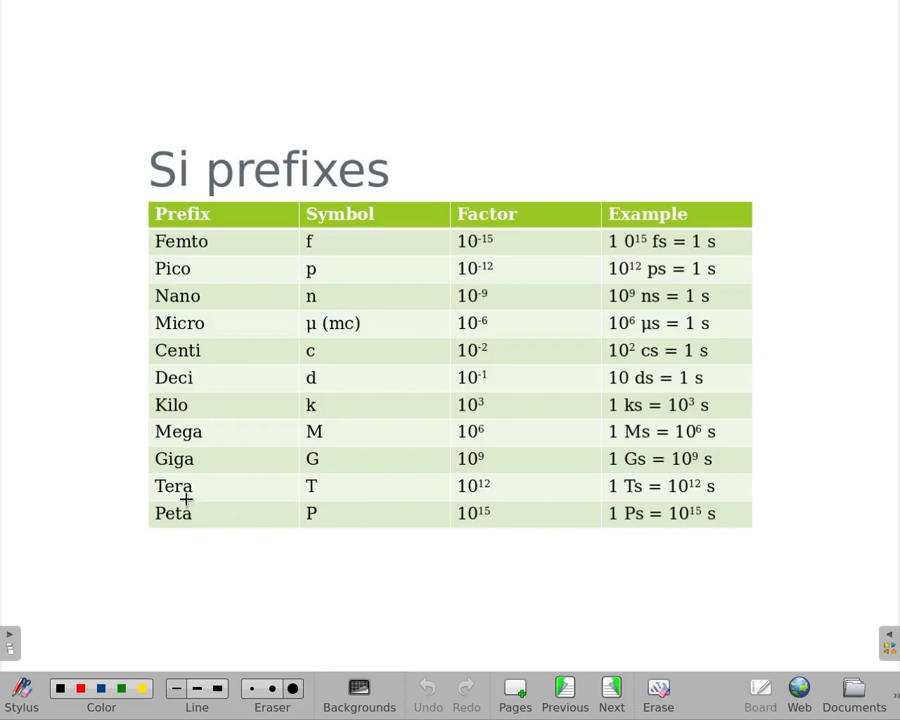 Si prefixes
Prefix Symbol Factor Example
Femto f 10⁻¹⁵ 1 0¹⁵ fs = 1 s
Pico p 10⁻¹² 10¹² ps = 1 s
Nano n 10⁻⁹ 10⁹ ns = 1 s
Micro μ (mc) 10⁻⁶ 10⁶ μs = 1 s
Centi c 10⁻² 10² cs = 1 s
Deci d 10⁻¹ 10 ds = 1 s
Kilo k 10³ 1 ks = 10³ s
Mega M 10⁶ 1 Ms = 10⁶ s
Giga G 10⁹ 1 Gs = 10⁹ s
Tera T 10¹² 1 Ts = 10¹² s
Peta P 10¹⁵ 1 Ps = 10¹⁵ s
Stylus Color Line Eraser Backgrounds Undo Redo Pages Previous Next Erase Board Web Documents